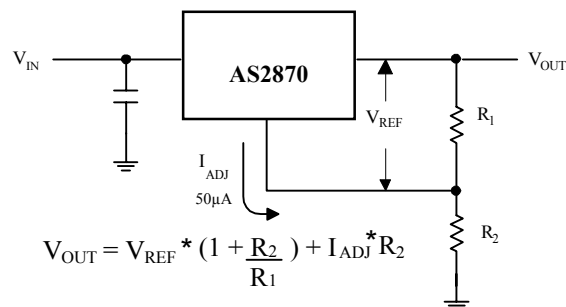 V_IN
AS2870
V_OUT
V_REF
R_1
I_ADJ
50µA
R_2
V_OUT = V_REF * (1 + R_2/R_1) + I_ADJ * R_2